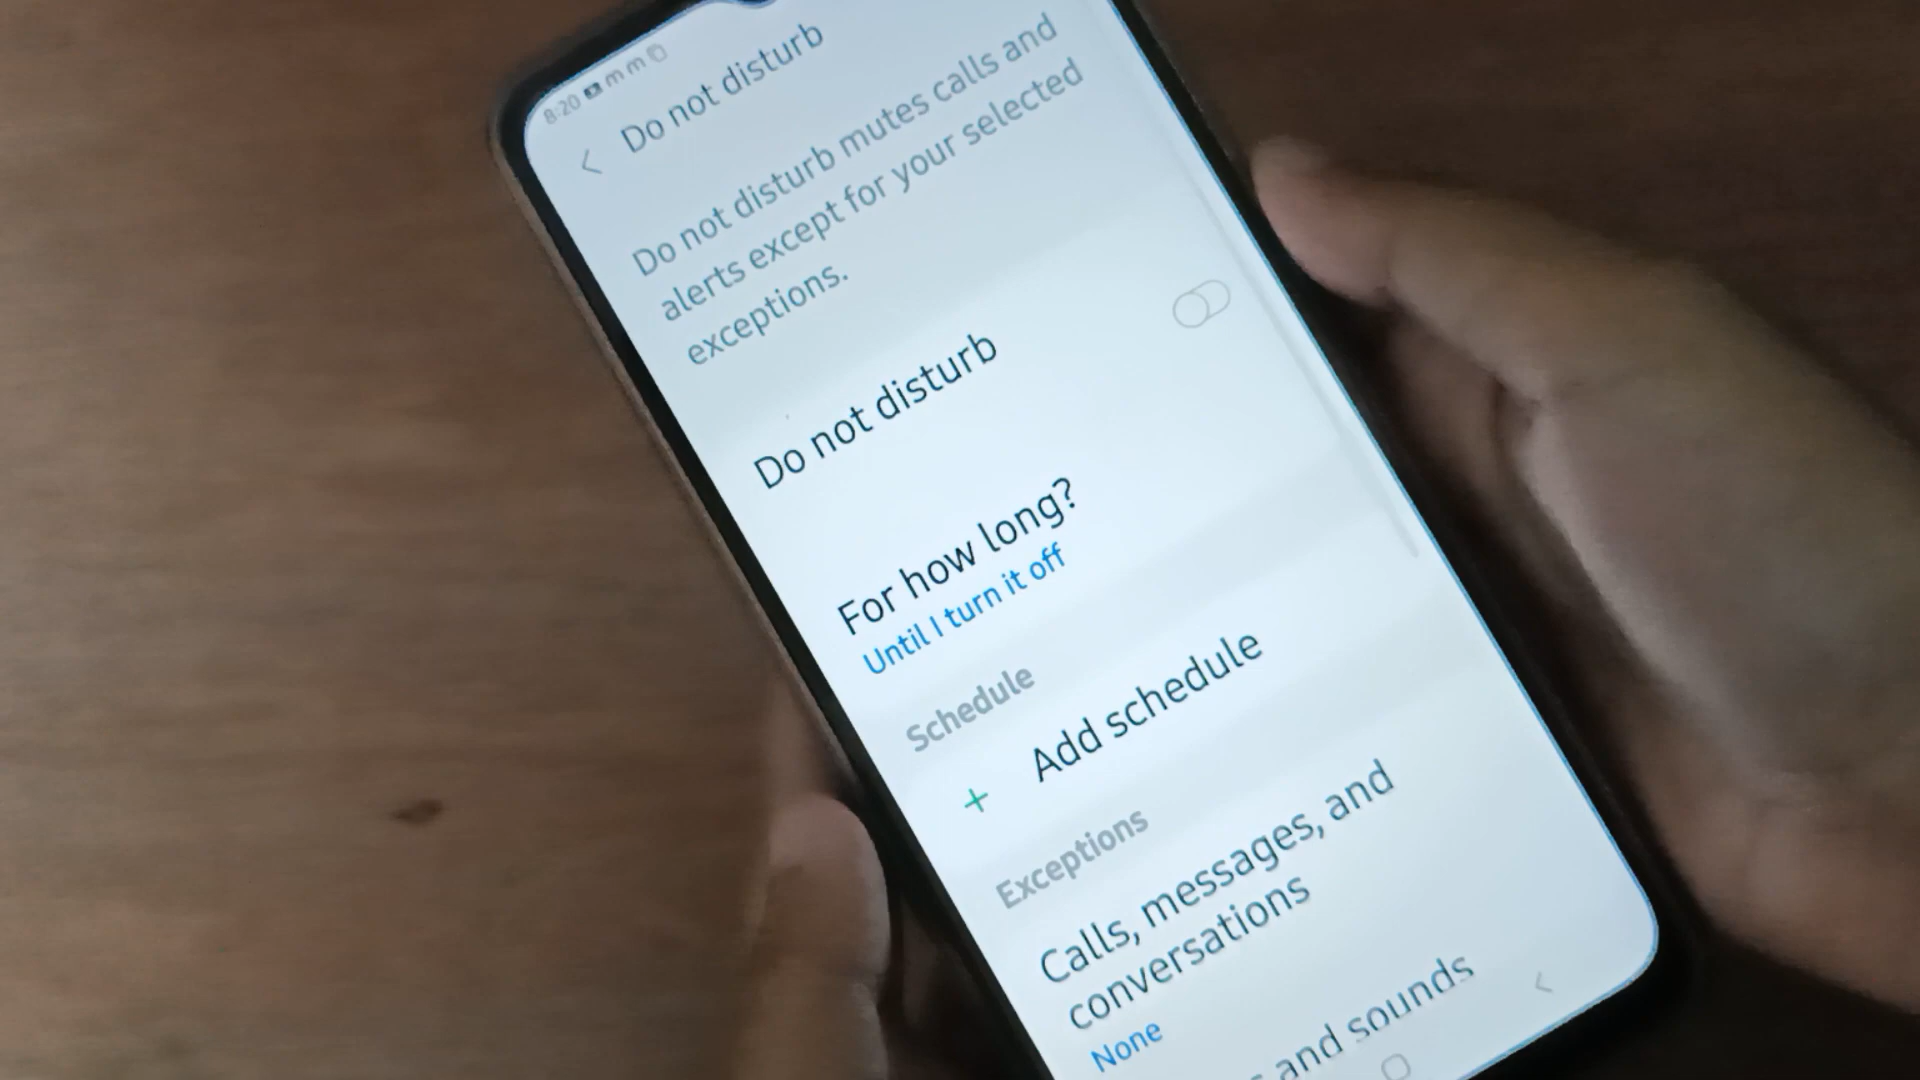 8:20
Do not disturb
Do not disturb mutes calls and
alerts except for your selected
exceptions.
Do not disturb
For how long?
Until I turn it off
Schedule
+ Add schedule
Exceptions
Calls, messages, and
conversations
None
and sounds